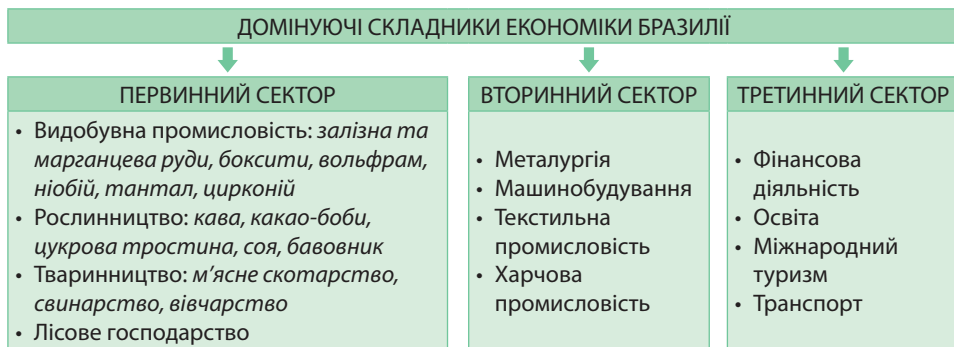 ДОМІНУЮЧІ СКЛАДНИКИ ЕКОНОМІКИ БРАЗИЛІЇ
ПЕРВИННИЙ СЕКТОР
• Видобувна промисловість: залізна та
марганцева руди, боксити, вольфрам,
ніобій, тантал, цирконій
• Рослинництво: кава, какао-боби,
цукрова тростина, соя, бавовник
• Тваринництво: м'ясне скотарство,
свинарство, вівчарство
• Лісове господарство
ВТОРИННИЙ СЕКТОР
• Металургія
• Машинобудування
• Текстильна
промисловість
• Харчова
промисловість
ТРЕТИННИЙ СЕКТОР
• Фінансова
діяльність
• Освіта
• Міжнародний
туризм
• Транспорт